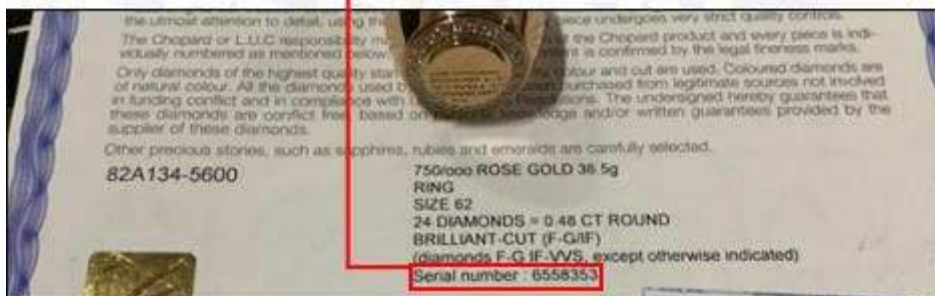 the utmost attention to detail, using the piece undergoes very strict quality controls.
The Chopard or L.U.C responsibility the Chopard product and every piece is indi-
vidually numbered as mentioned below. is confirmed by the legal fineness marks.
Only diamonds of the highest quality colour and cut are used. Coloured diamonds are
of natural colour. All the diamonds used purchased from legitimate sources not involved
in funding conflict and in compliance with The undersigned hereby guarantees that
these diamonds are conflict free, based on and/or written guarantees provided by the
supplier of these diamonds.
Other precious stones, such as sapphires, rubies and emeralds are carefully selected.
82A134-5600
750/ooo ROSE GOLD 36.5g
RING
SIZE 62
24 DIAMONDS = 0.48 CT ROUND
BRILLIANT-CUT (F-G/IF)
(diamonds F-G IF-VVS, except otherwise indicated)
Serial number : 6558353